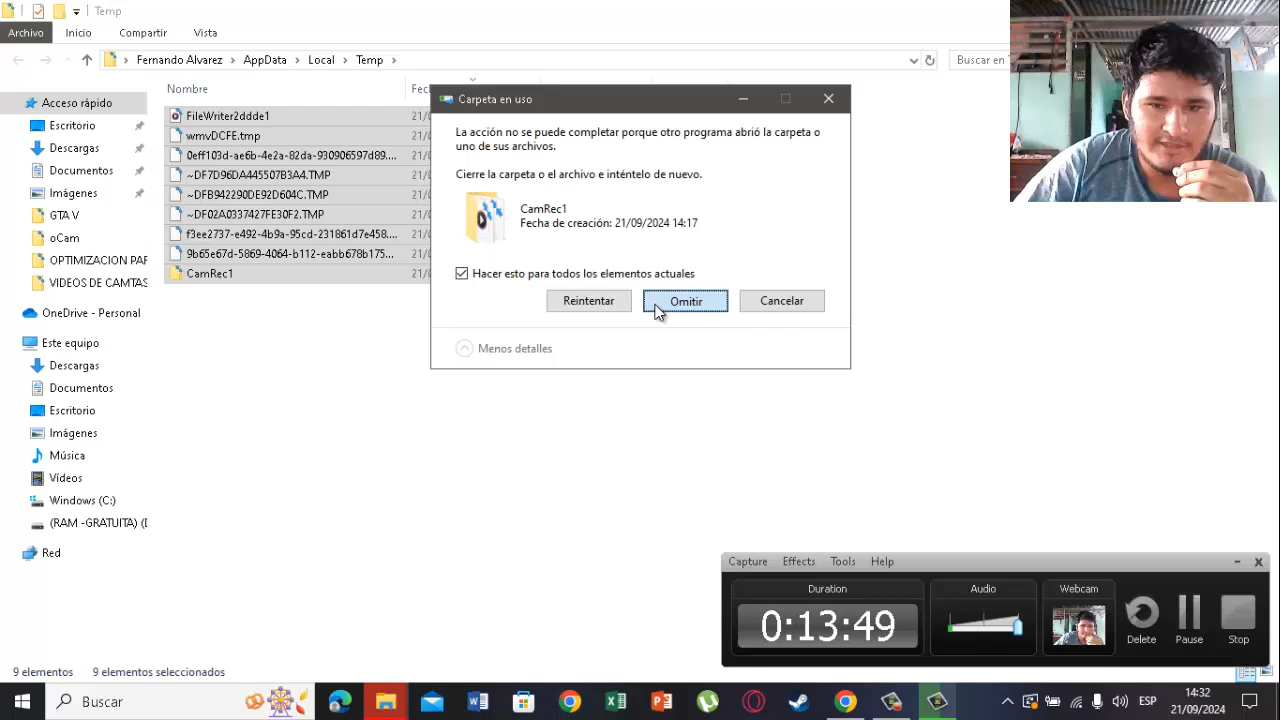 Temp
Archivo
Inicio
Compartir
Vista
Fernando Alvarez
AppData
Local
Temp
Buscar en
Nombre
Acceso rápido
Escritorio
Descargas
Documentos
Imágenes
GTA V
oCam
OPTIMIZACION PAR
VIDEOS DE CAMTAS
OneDrive - Personal
Este equipo
Descargas
Documentos
Escritorio
Imágenes
Música
Vídeos
Windows (C:)
(RAM -GRATUITA) (
Red
FileWriter2ddde1
wmvDCFE.tmp
0eff103d-ae6b-4e2a-82da-930906597d89....
~DF7D96DA445507B3A4.TMP
~DFB942290DE92D604C.TMP
~DF02A0337427FE30F2.TMP
f3ee2737-e492-4b9a-95cd-231861d7e458....
9b65e67d-5869-4064-b112-eabb678b175...
CamRec1
Carpeta en uso
La acción no se puede completar porque otro programa abrió la carpeta o
uno de sus archivos.
Cierre la carpeta o el archivo e inténtelo de nuevo.
CamRec1
Fecha de creación: 21/09/2024 14:17
Hacer esto para todos los elementos actuales
Reintentar
Omitir
Cancelar
Menos detalles
Capture
Effects
Tools
Help
Duration
Audio
Webcam
0:13:49
Delete
Pause
Stop
9 elementos
9 elementos seleccionados
Buscar
ESP
14:32
21/09/2024